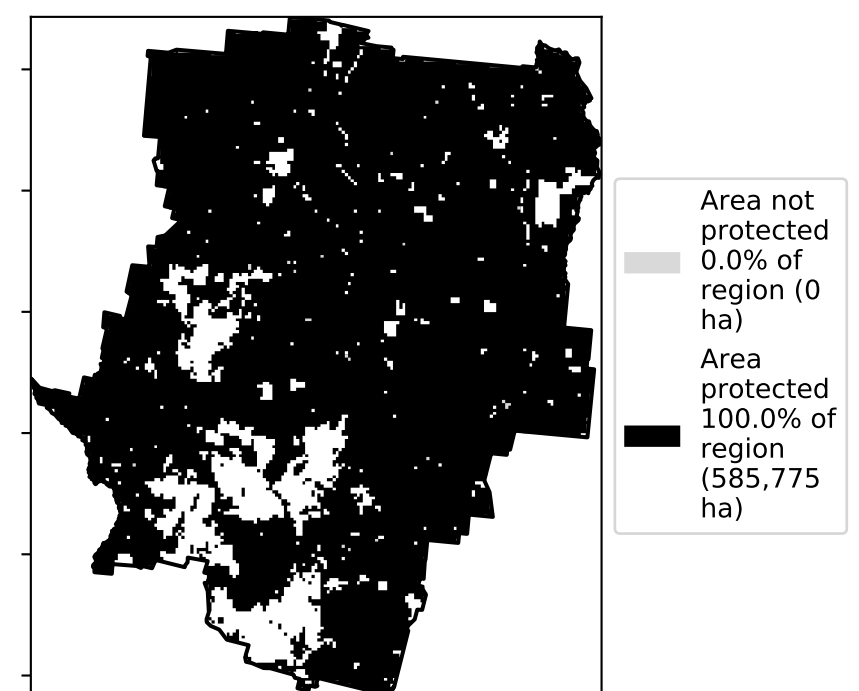 Area not
protected
0.0% of
region (0
ha)
Area
protected
100.0% of
region
(585,775
ha)